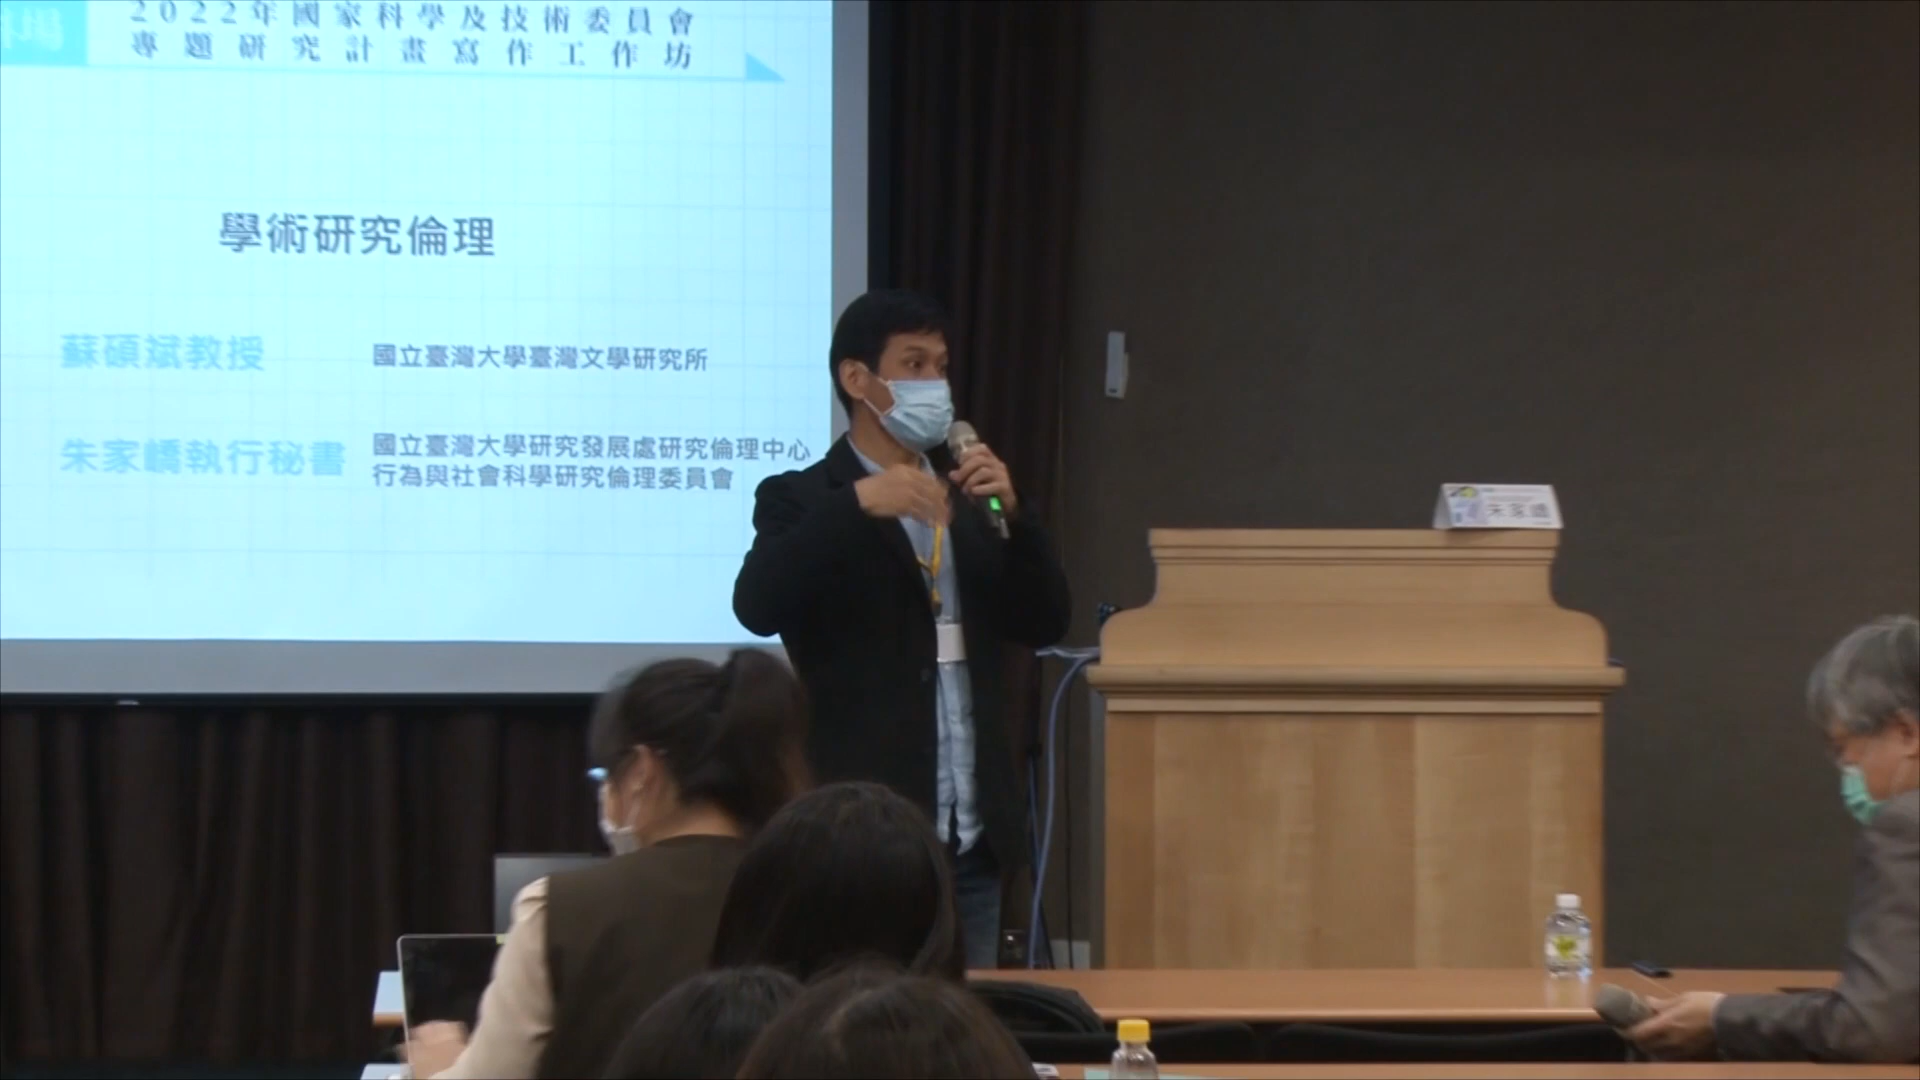 2022年國家科學及技術委員會
專題研究計畫寫作工作坊
學術研究倫理
蘇碩斌教授 國立臺灣大學臺灣文學研究所
朱家嶠執行秘書 國立臺灣大學研究發展處研究倫理中心
行為與社會科學研究倫理委員會
朱家嶠